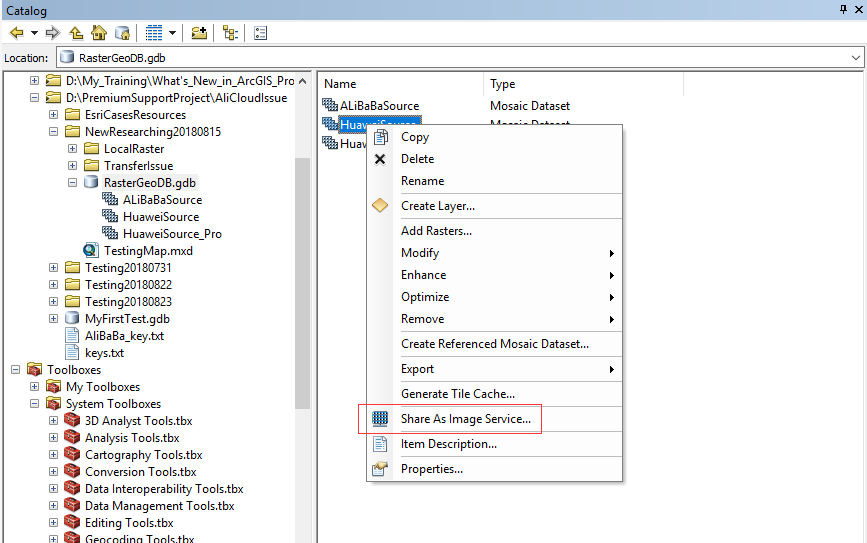 Catalog
Location: RasterGeoDB.gdb
D:\My_Training\What's_New_in_ArcGIS_Pro
D:\PremiumSupportProject\AliCloudIssue
EsriCasesResources
NewResearching20180815
LocalRaster
TransferIssue
RasterGeoDB.gdb
ALiBaBaSource
HuaweiSource
HuaweiSource_Pro
TestingMap.mxd
Testing20180731
Testing20180822
Testing20180823
MyFirstTest.gdb
AliBaBa_key.txt
keys.txt
Toolboxes
My Toolboxes
System Toolboxes
3D Analyst Tools.tbx
Analysis Tools.tbx
Cartography Tools.tbx
Conversion Tools.tbx
Data Interoperability Tools.tbx
Data Management Tools.tbx
Editing Tools.tbx
Geocoding Tools.tbx
Name Type
ALiBaBaSource Mosaic Dataset
HuaweiSource Mosaic Dataset
Huaw
Copy
Delete
Rename
Create Layer...
Add Rasters...
Modify
Enhance
Optimize
Remove
Create Referenced Mosaic Dataset...
Export
Generate Tile Cache...
Share As Image Service...
Item Description...
Properties...